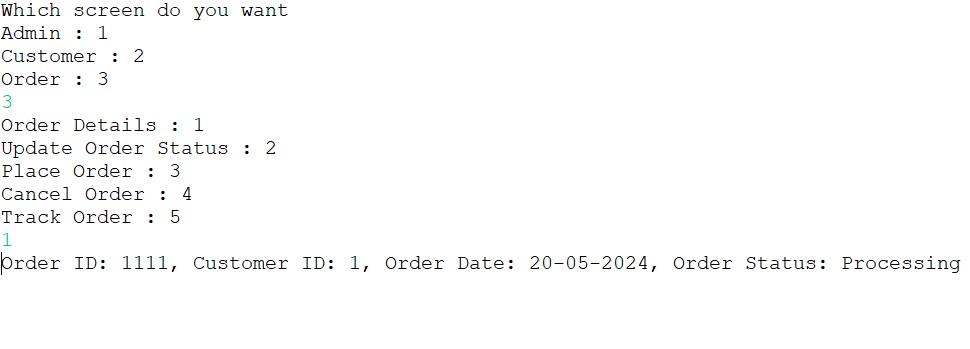 Which screen do you want
Admin : 1
Customer : 2
Order : 3
3
Order Details : 1
Update Order Status : 2
Place Order : 3
Cancel Order : 4
Track Order : 5
1
Order ID: 1111, Customer ID: 1, Order Date: 20-05-2024, Order Status: Processing